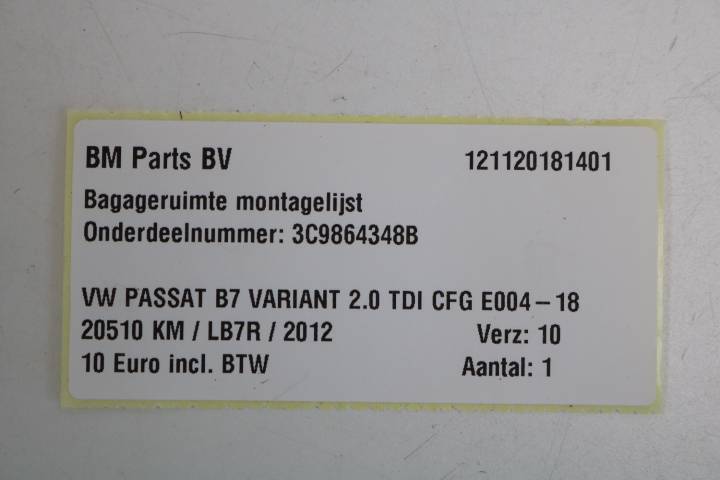 BM Parts BV 121120181401
Bagageruimte montagelijst
Onderdeelnummer: 3C9864348B
VW PASSAT B7 VARIANT 2.0 TDI CFG E004-18
20510 KM / LB7R / 2012 Verz: 10
10 Euro incl. BTW Aantal: 1